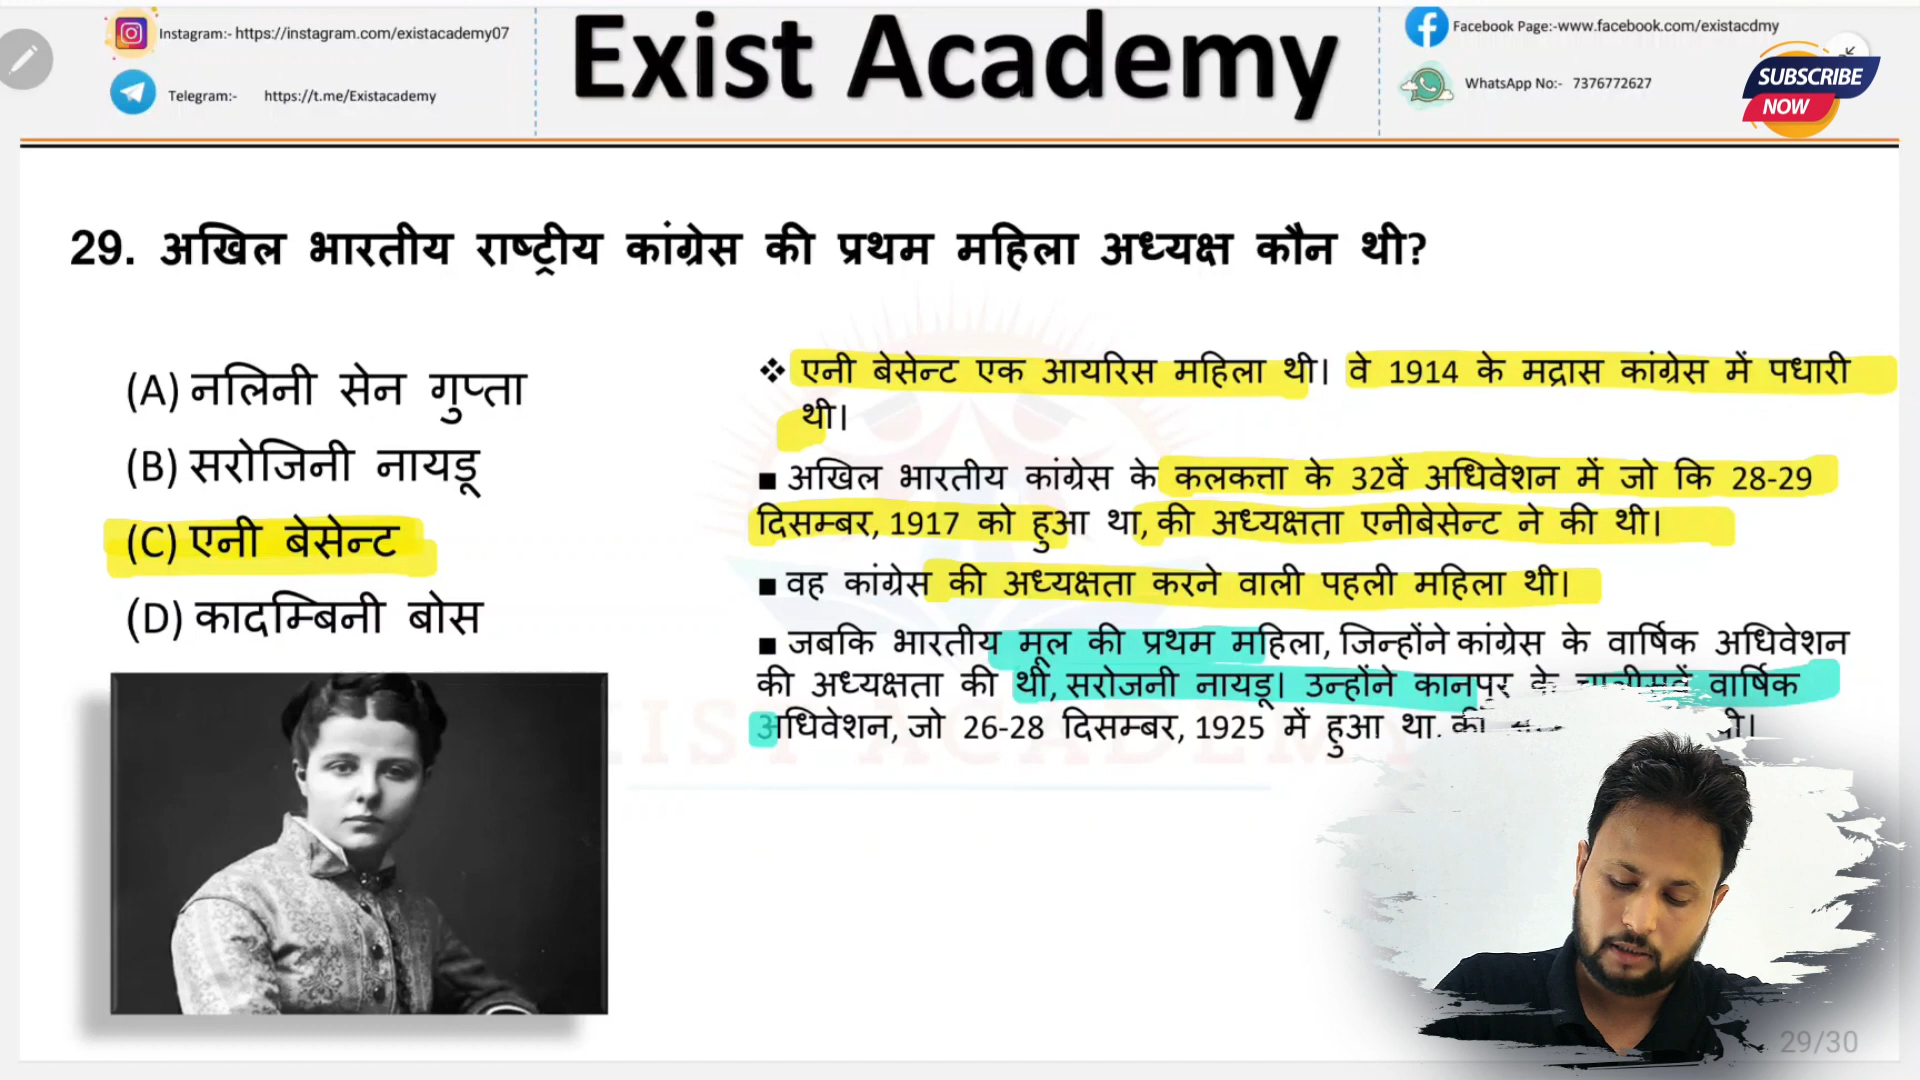 Instagram:- https://instagram.com/existacademy07
Telegram:- https://t.me/Existacademy
Exist Academy
Facebook Page:-www.facebook.com/existacdmy
WhatsApp No:- 7376772627
SUBSCRIBE
NOW
29. अखिल भारतीय राष्ट्रीय कांग्रेस की प्रथम महिला अध्यक्ष कौन थी?
(A) नलिनी सेन गुप्ता
(B) सरोजिनी नायडू
(C) एनी बेसेन्ट
(D) कादम्बिनी बोस
❖ एनी बेसेन्ट एक आयरिस महिला थी। वे 1914 के मद्रास कांग्रेस में पधारी
थी।
▪ अखिल भारतीय कांग्रेस के कलकत्ता के 32वें अधिवेशन में जो कि 28-29
दिसम्बर, 1917 को हुआ था, की अध्यक्षता एनीबेसेन्ट ने की थी।
▪ वह कांग्रेस की अध्यक्षता करने वाली पहली महिला थी।
▪ जबकि भारतीय मूल की प्रथम महिला, जिन्होंने कांग्रेस के वार्षिक अधिवेशन
की अध्यक्षता की थी, सरोजनी नायडू। उन्होंने कानपुर के वार्षिक
अधिवेशन, जो 26-28 दिसम्बर, 1925 में हुआ था. की
EXIST ACADEMY
29/30